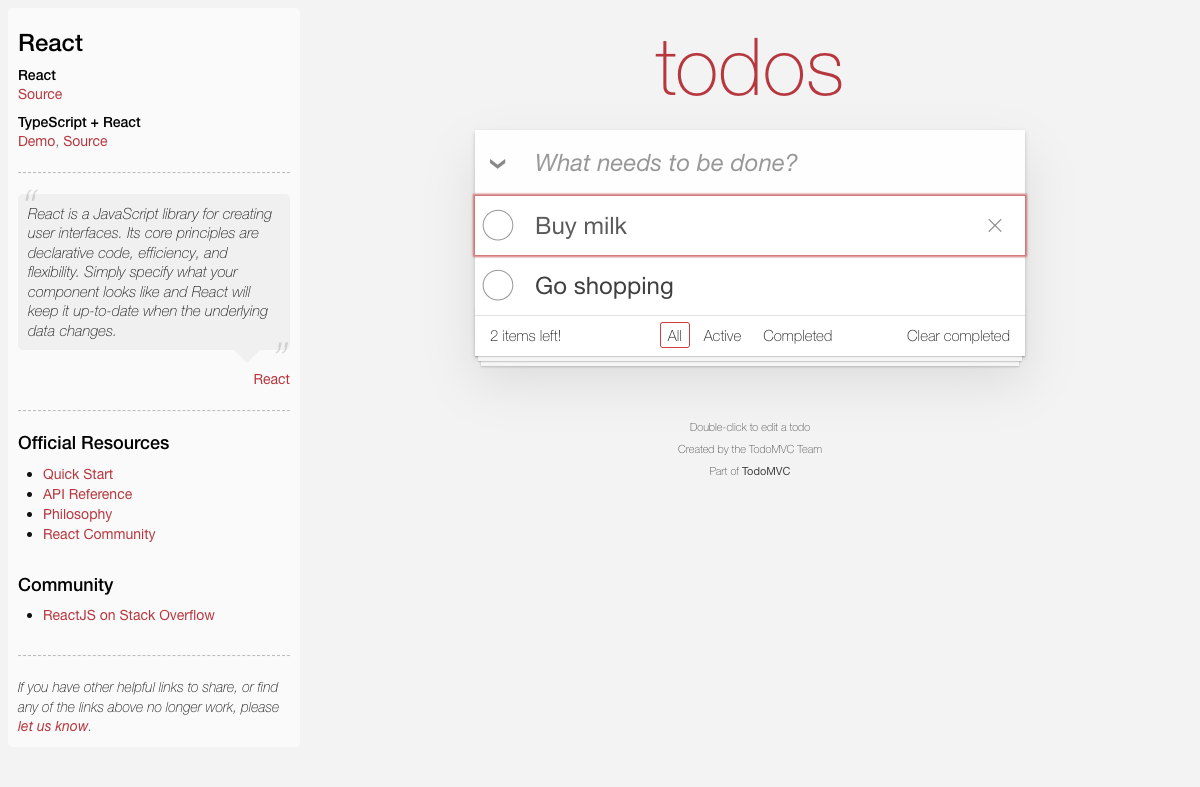 React
React
Source
TypeScript + React
Demo, Source
“
React is a JavaScript library for creating
user interfaces. Its core principles are
declarative code, efficiency, and
flexibility. Simply specify what your
component looks like and React will
keep it up-to-date when the underlying
data changes.
”
React
Official Resources
Quick Start
API Reference
Philosophy
React Community
Community
ReactJS on Stack Overflow
If you have other helpful links to share, or find
any of the links above no longer work, please
let us know.
todos
What needs to be done?
Buy milk
Go shopping
2 items left! All Active Completed Clear completed
Double-click to edit a todo
Created by the TodoMVC Team
Part of TodoMVC